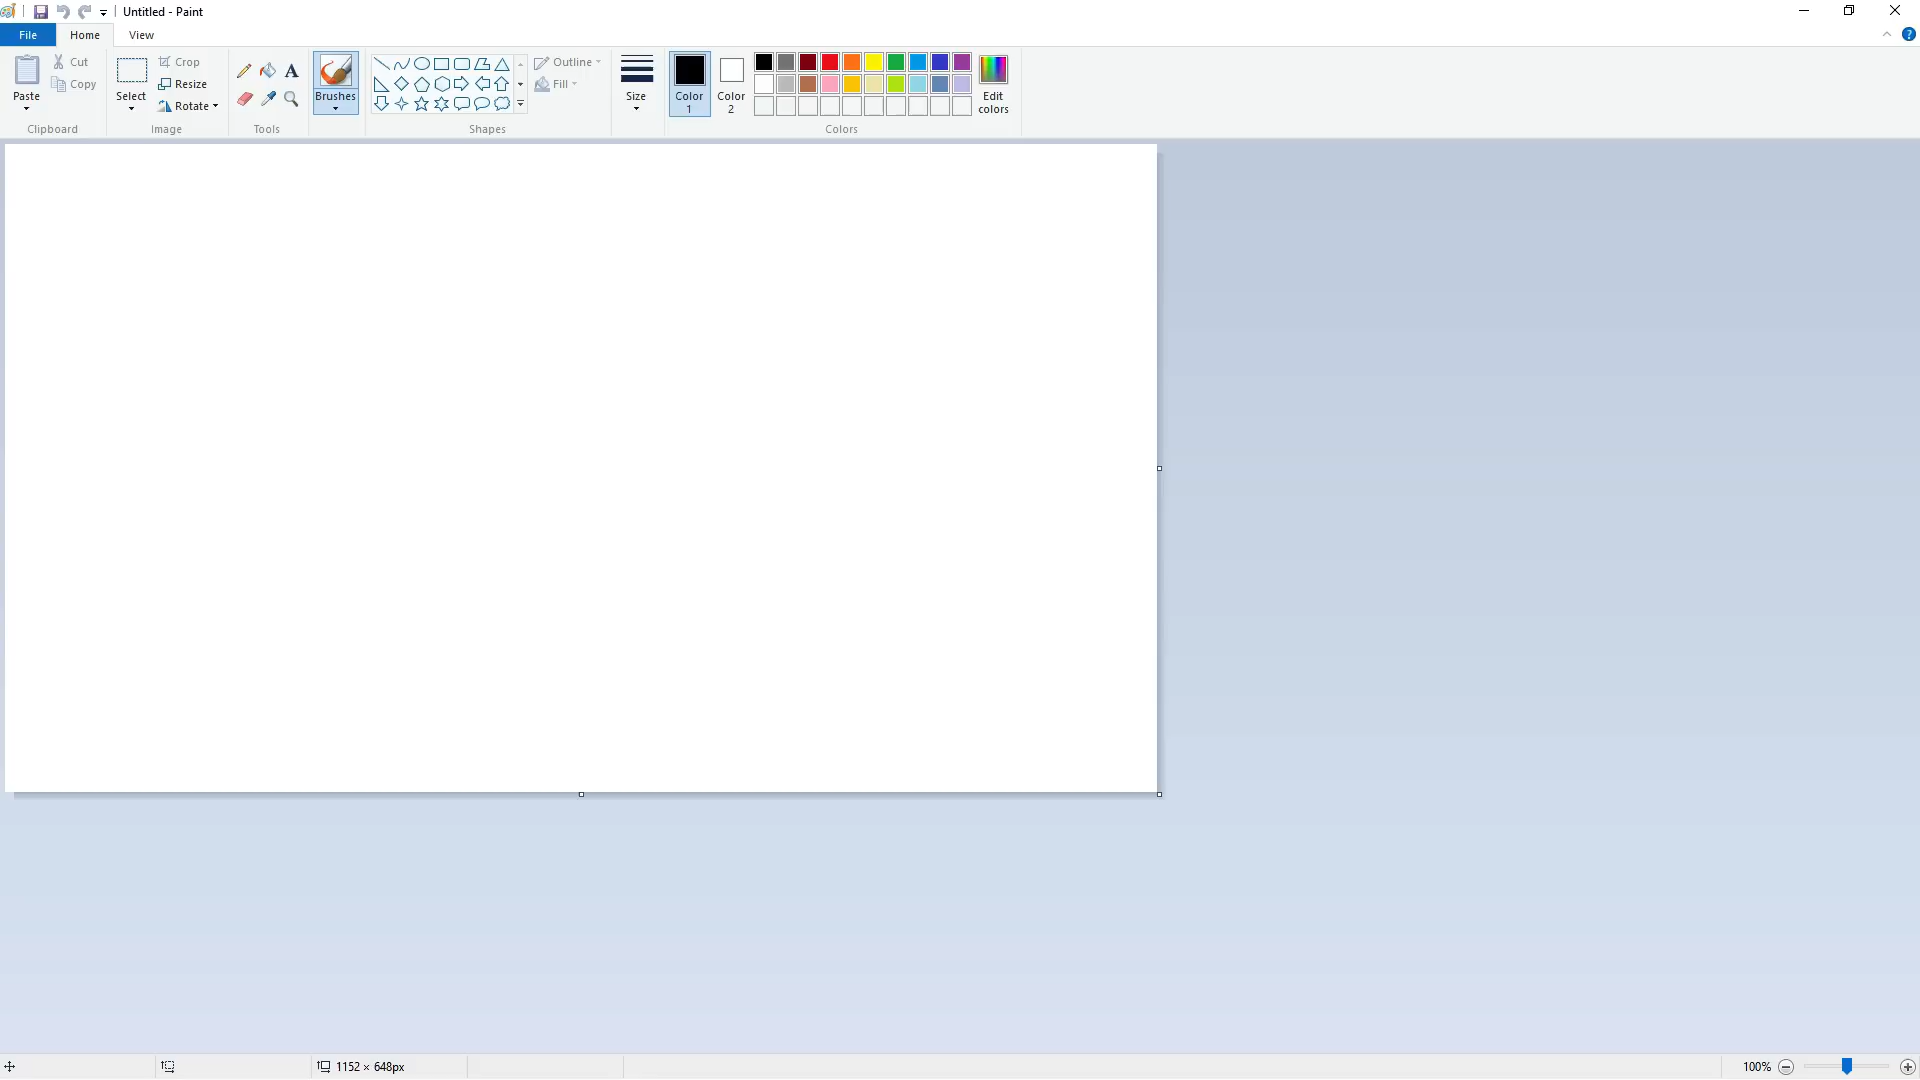 Untitled - Paint
File Home View
Cut Crop Outline
Copy Resize Fill
Paste Select Rotate Brushes Size Color 1 Color 2 Edit colors
A
Clipboard Image Tools Shapes Colors
1152 × 648px 100%